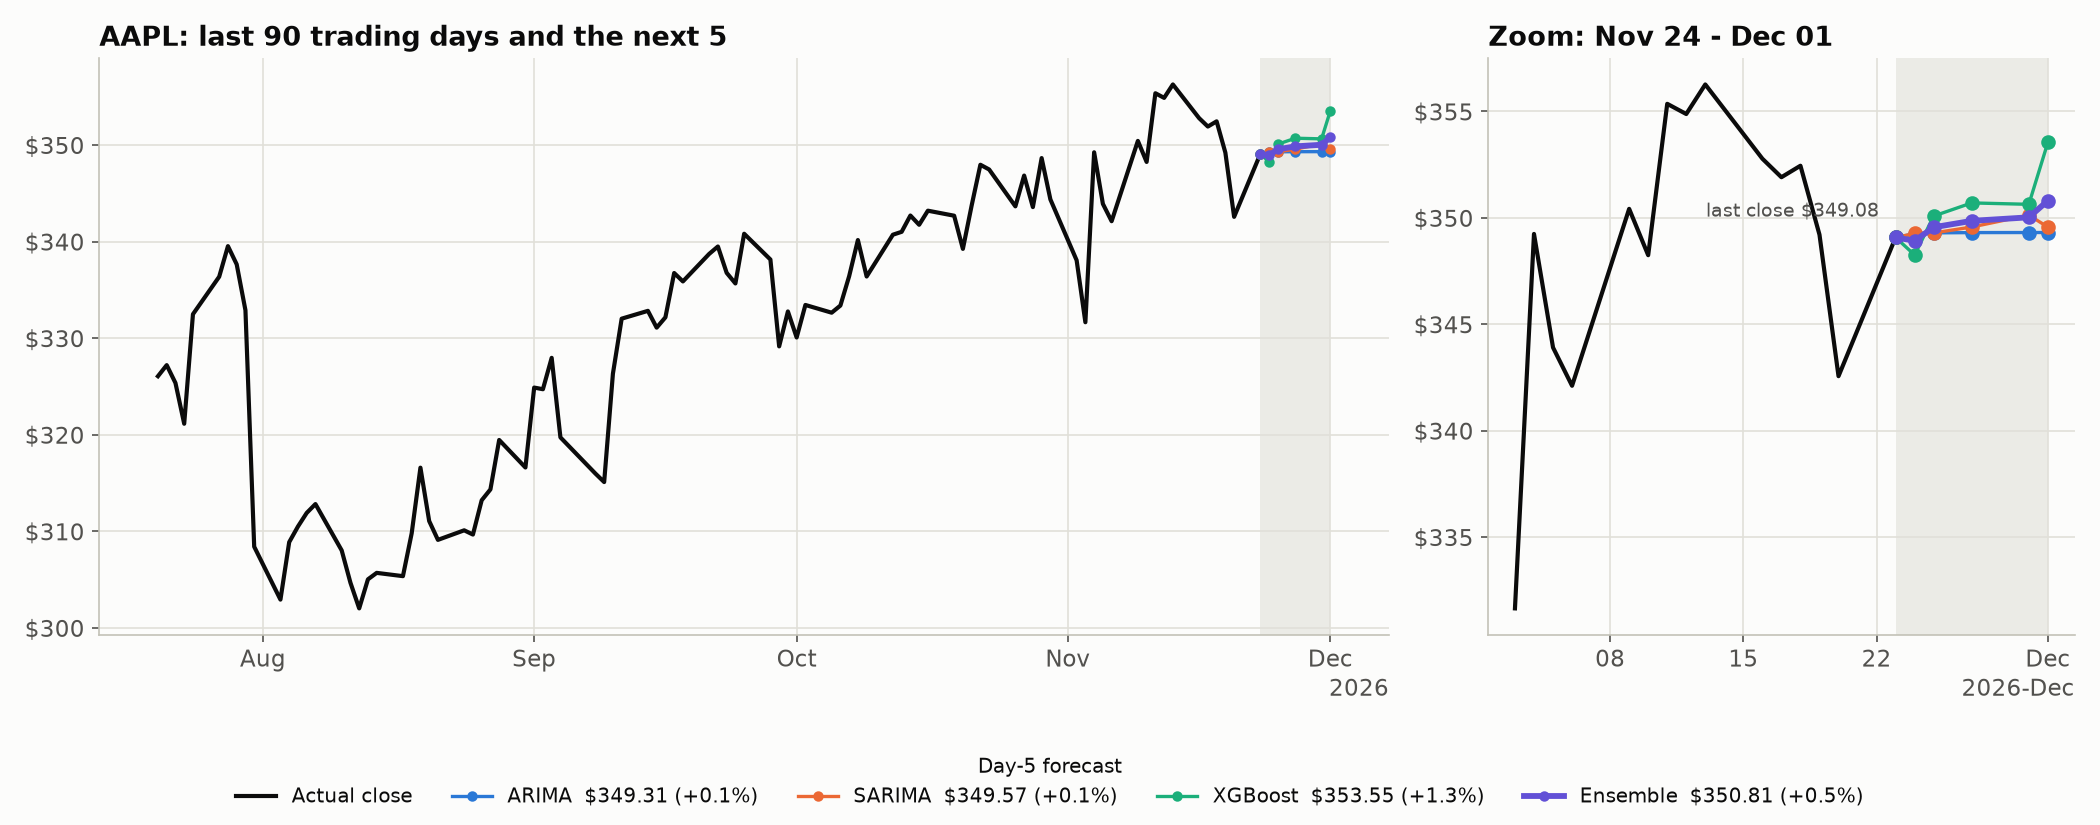 AAPL: last 90 trading days and the next 5
$350
$340
$330
$320
$310
$300
Aug
Sep
Oct
Nov
Dec
2026
Zoom: Nov 24 - Dec 01
$355
$350
$345
$340
$335
last close $349.08
08
15
22
Dec
2026-Dec
Day-5 forecast
Actual close
ARIMA $349.31 (+0.1%)
SARIMA $349.57 (+0.1%)
XGBoost $353.55 (+1.3%)
Ensemble $350.81 (+0.5%)